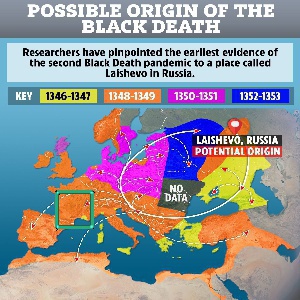 POSSIBLE ORIGIN OF THE
BLACK DEATH
Researchers have pinpointed the earliest evidence of
the second Black Death pandemic to a place called
Laishevo in Russia.
KEY 1346-1347 1348-1349 1350-1351 1352-1353
LAISHEVO, RUSSIA
POTENTIAL ORIGIN
NO
DATA